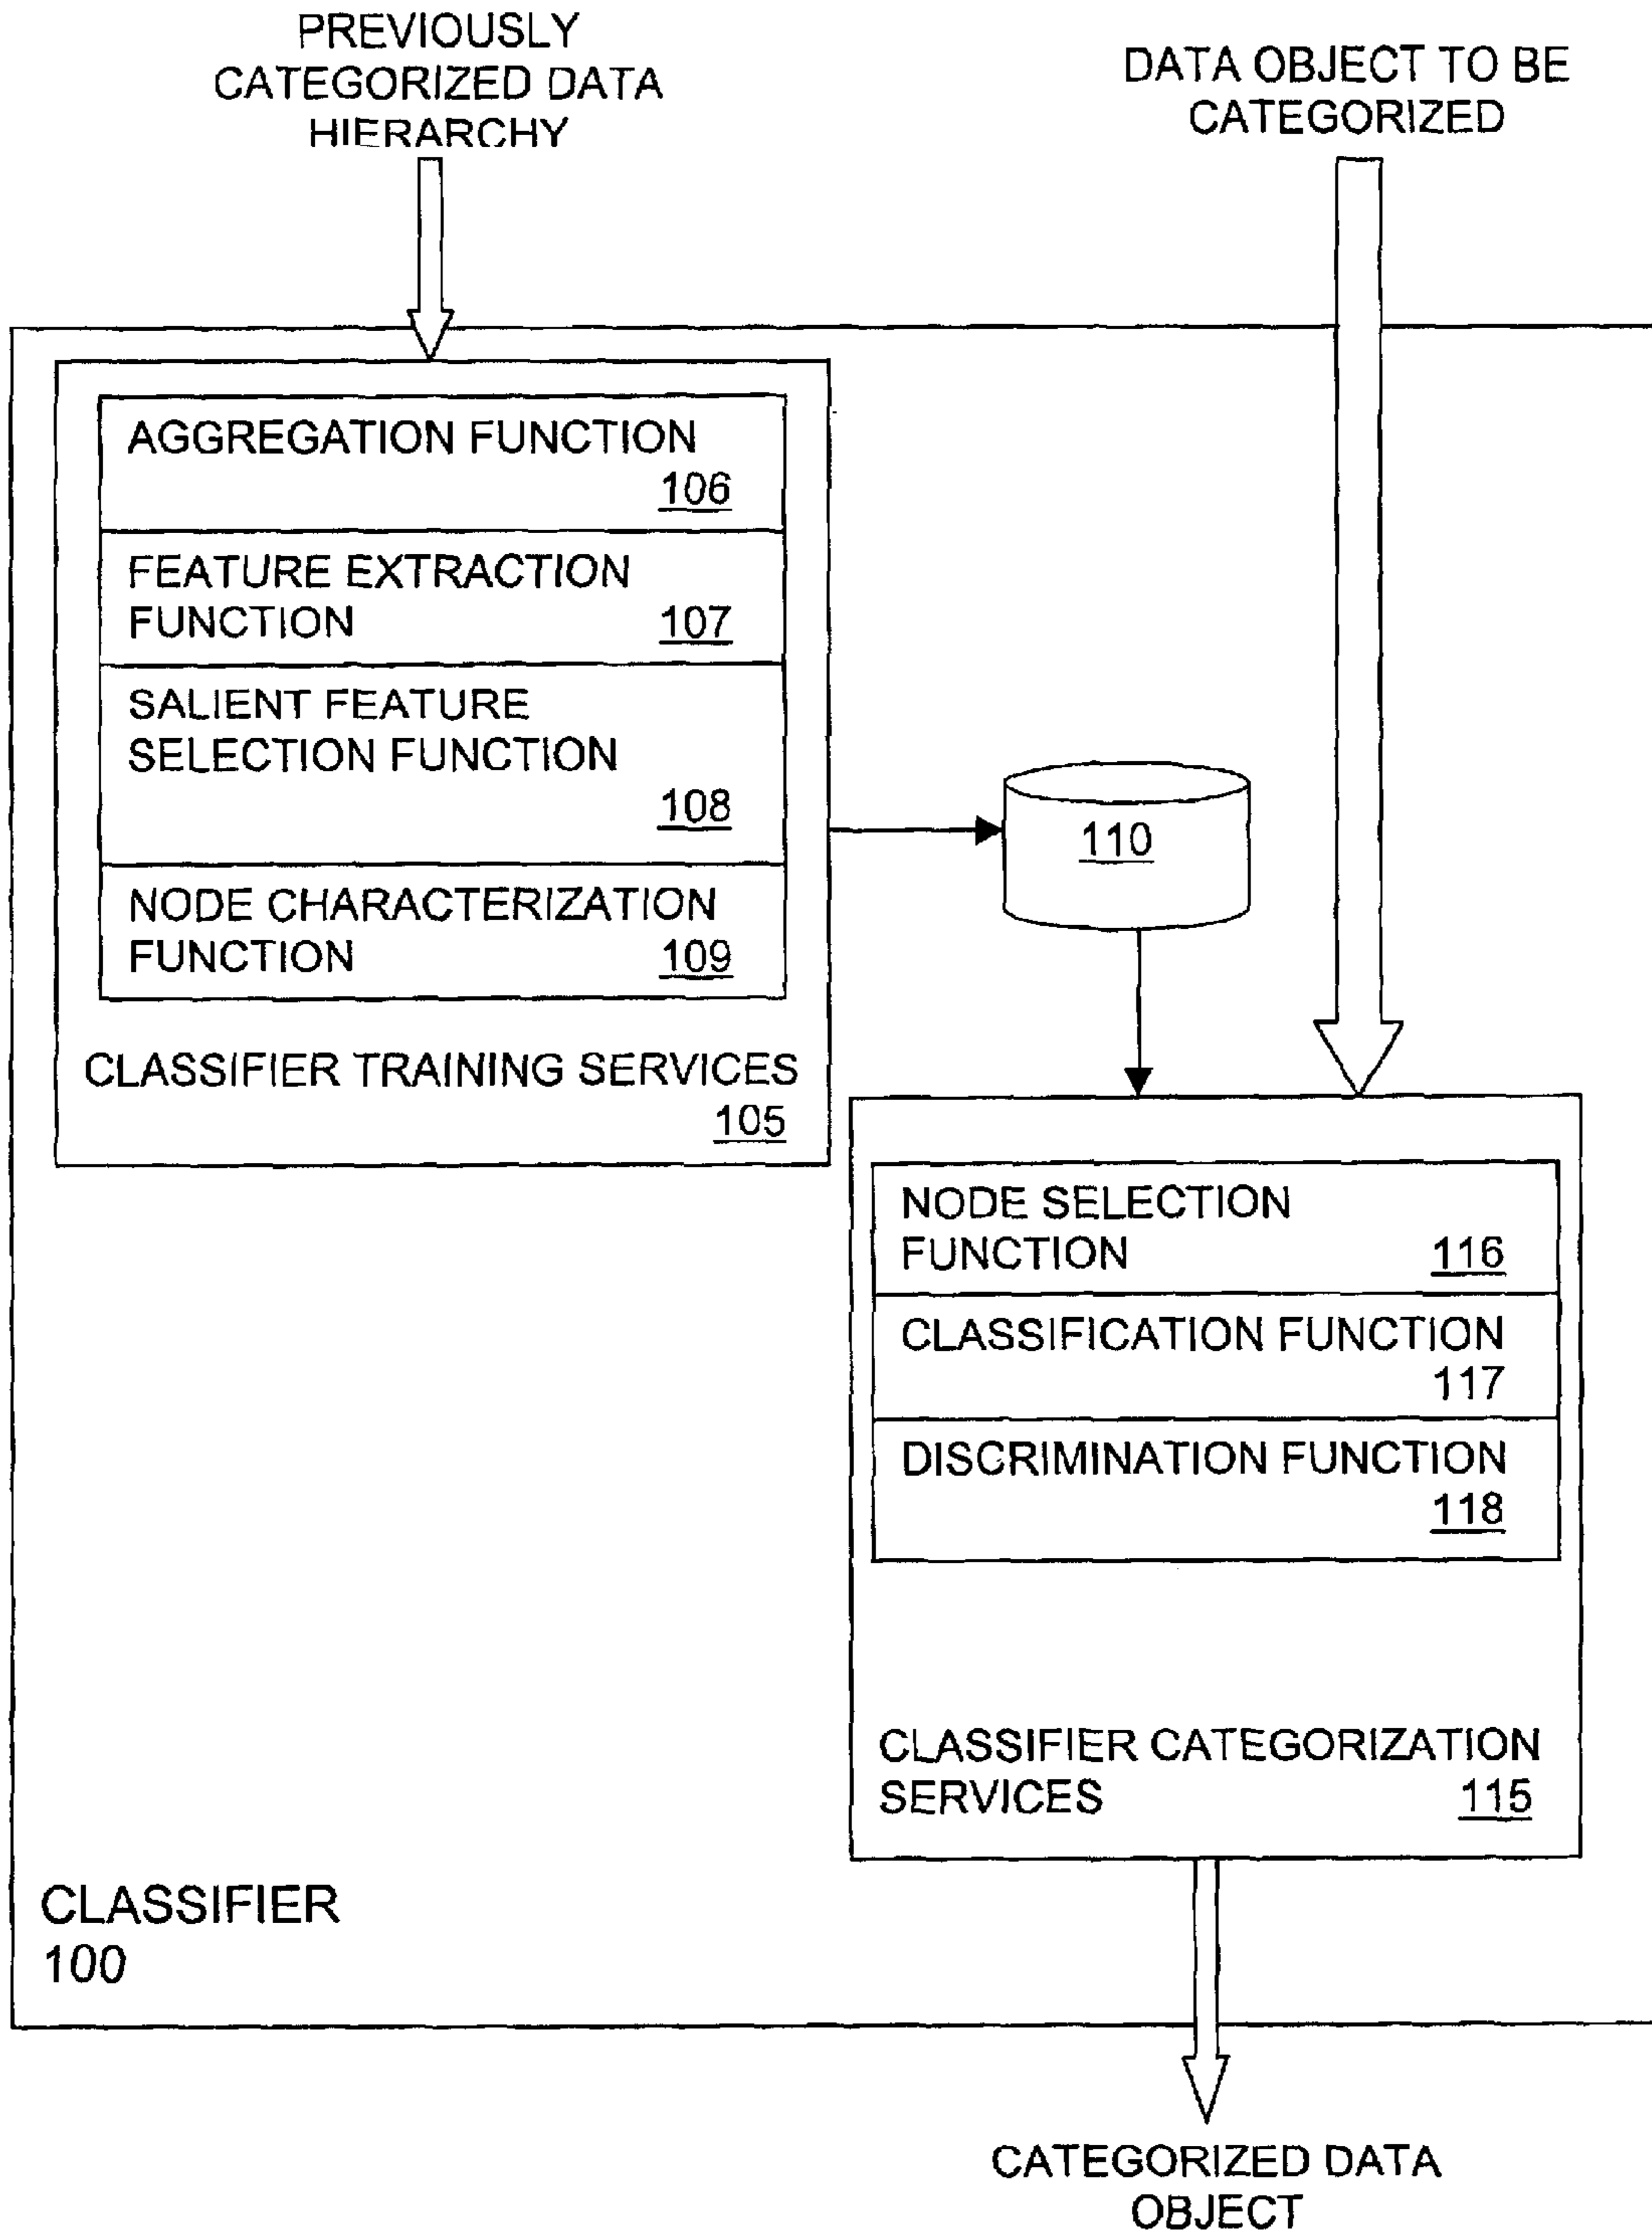 PREVIOUSLY
CATEGORIZED DATA
HIERARCHY
DATA OBJECT TO BE
CATEGORIZED
AGGREGATION FUNCTION
106
FEATURE EXTRACTION
FUNCTION 107
SALIENT FEATURE
SELECTION FUNCTION
108
NODE CHARACTERIZATION
FUNCTION 109
CLASSIFIER TRAINING SERVICES
105
110
NODE SELECTION
FUNCTION 116
CLASSIFICATION FUNCTION
117
DISCRIMINATION FUNCTION
118
CLASSIFIER CATEGORIZATION
SERVICES 115
CLASSIFIER
100
CATEGORIZED DATA
OBJECT